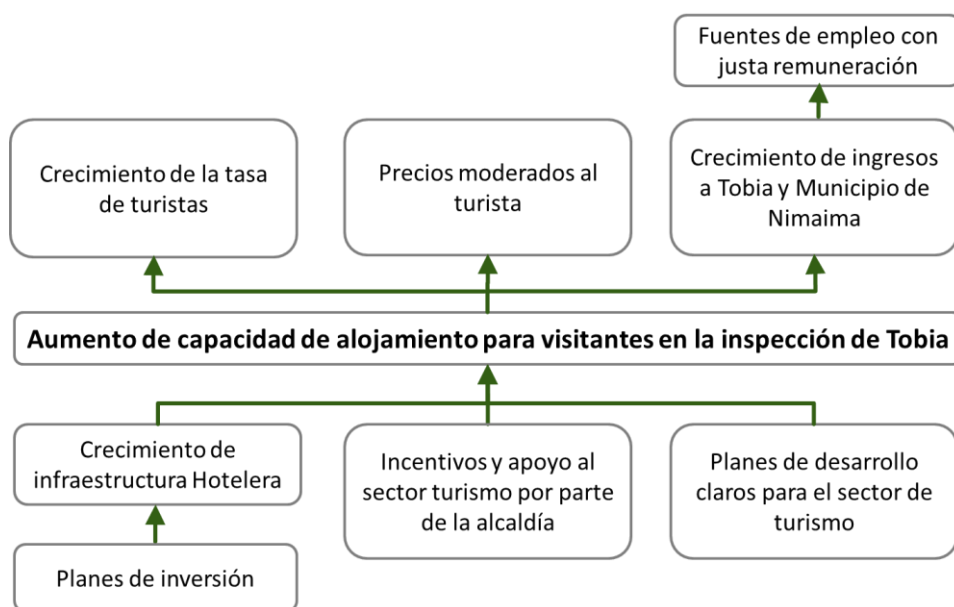 Fuentes de empleo con
justa remuneración
Crecimiento de la tasa
de turistas
Precios moderados al
turista
Crecimiento de ingresos
a Tobia y Municipio de
Nimaima
Aumento de capacidad de alojamiento para visitantes en la inspección de Tobia
Crecimiento de
infraestructura Hotelera
Incentivos y apoyo al
sector turismo por parte
de la alcaldía
Planes de desarrollo
claros para el sector de
turismo
Planes de inversión